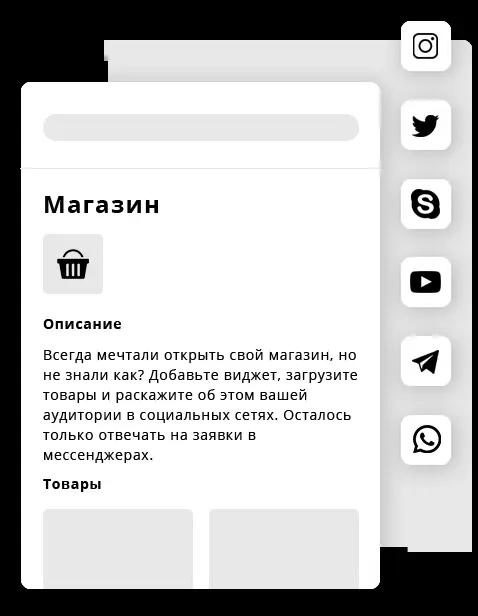 Магазин
Описание
Всегда мечтали открыть свой магазин, но
не знали как? Добавьте виджет, загрузите
товары и раскажите об этом вашей
аудитории в социальных сетях. Осталось
только отвечать на заявки в
мессенджерах.
Товары